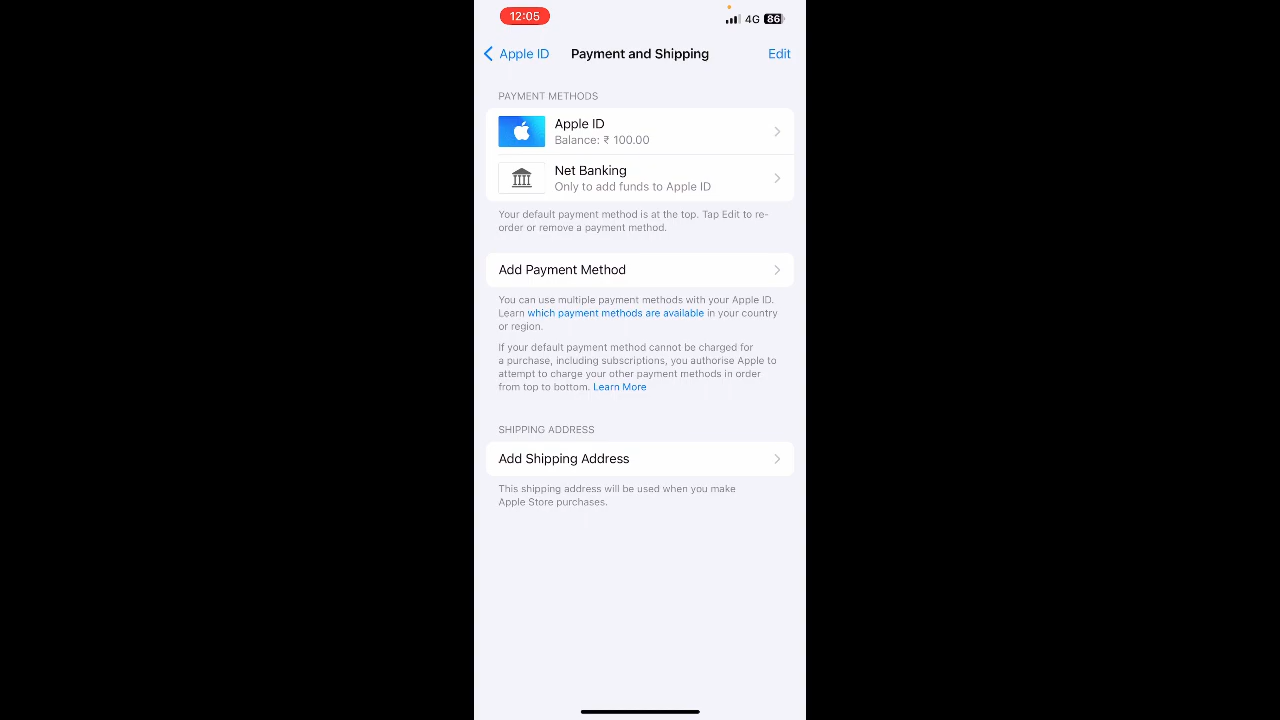 12:05
4G 86
Apple ID Payment and Shipping Edit
PAYMENT METHODS
Apple ID
Balance: ₹ 100.00
Net Banking
Only to add funds to Apple ID
Your default payment method is at the top. Tap Edit to re-
order or remove a payment method.
Add Payment Method
You can use multiple payment methods with your Apple ID.
Learn which payment methods are available in your country
or region.
If your default payment method cannot be charged for
a purchase, including subscriptions, you authorise Apple to
attempt to charge your other payment methods in order
from top to bottom. Learn More
SHIPPING ADDRESS
Add Shipping Address
This shipping address will be used when you make
Apple Store purchases.